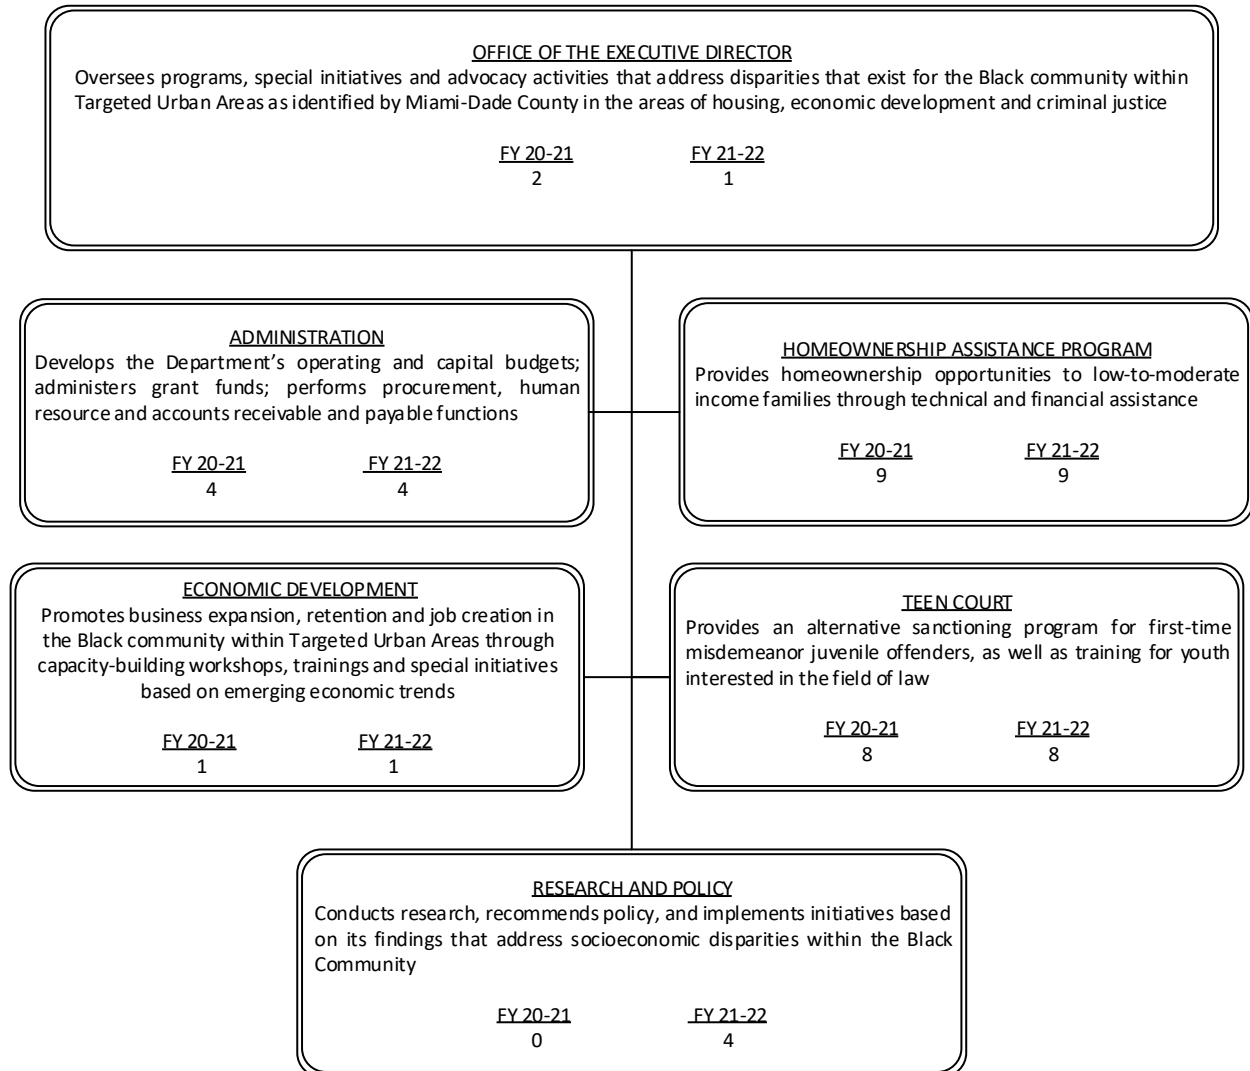 OFFICE OF THE EXECUTIVE DIRECTOR
Oversees programs, special initiatives and advocacy activities that address disparities that exist for the Black community within
Targeted Urban Areas as identified by Miami-Dade County in the areas of housing, economic development and criminal justice
FY 20-21 FY 21-22
2 1
ADMINISTRATION
Develops the Department’s operating and capital budgets;
administers grant funds; performs procurement, human
resource and accounts receivable and payable functions
FY 20-21 FY 21-22
4 4
HOMEOWNERSHIP ASSISTANCE PROGRAM
Provides homeownership opportunities to low-to-moderate
income families through technical and financial assistance
FY 20-21 FY 21-22
9 9
ECONOMIC DEVELOPMENT
Promotes business expansion, retention and job creation in
the Black community within Targeted Urban Areas through
capacity-building workshops, trainings and special initiatives
based on emerging economic trends
FY 20-21 FY 21-22
1 1
TEEN COURT
Provides an alternative sanctioning program for first-time
misdemeanor juvenile offenders, as well as training for youth
interested in the field of law
FY 20-21 FY 21-22
8 8
RESEARCH AND POLICY
Conducts research, recommends policy, and implements initiatives based
on its findings that address socioeconomic disparities within the Black
Community
FY 20-21 FY 21-22
0 4